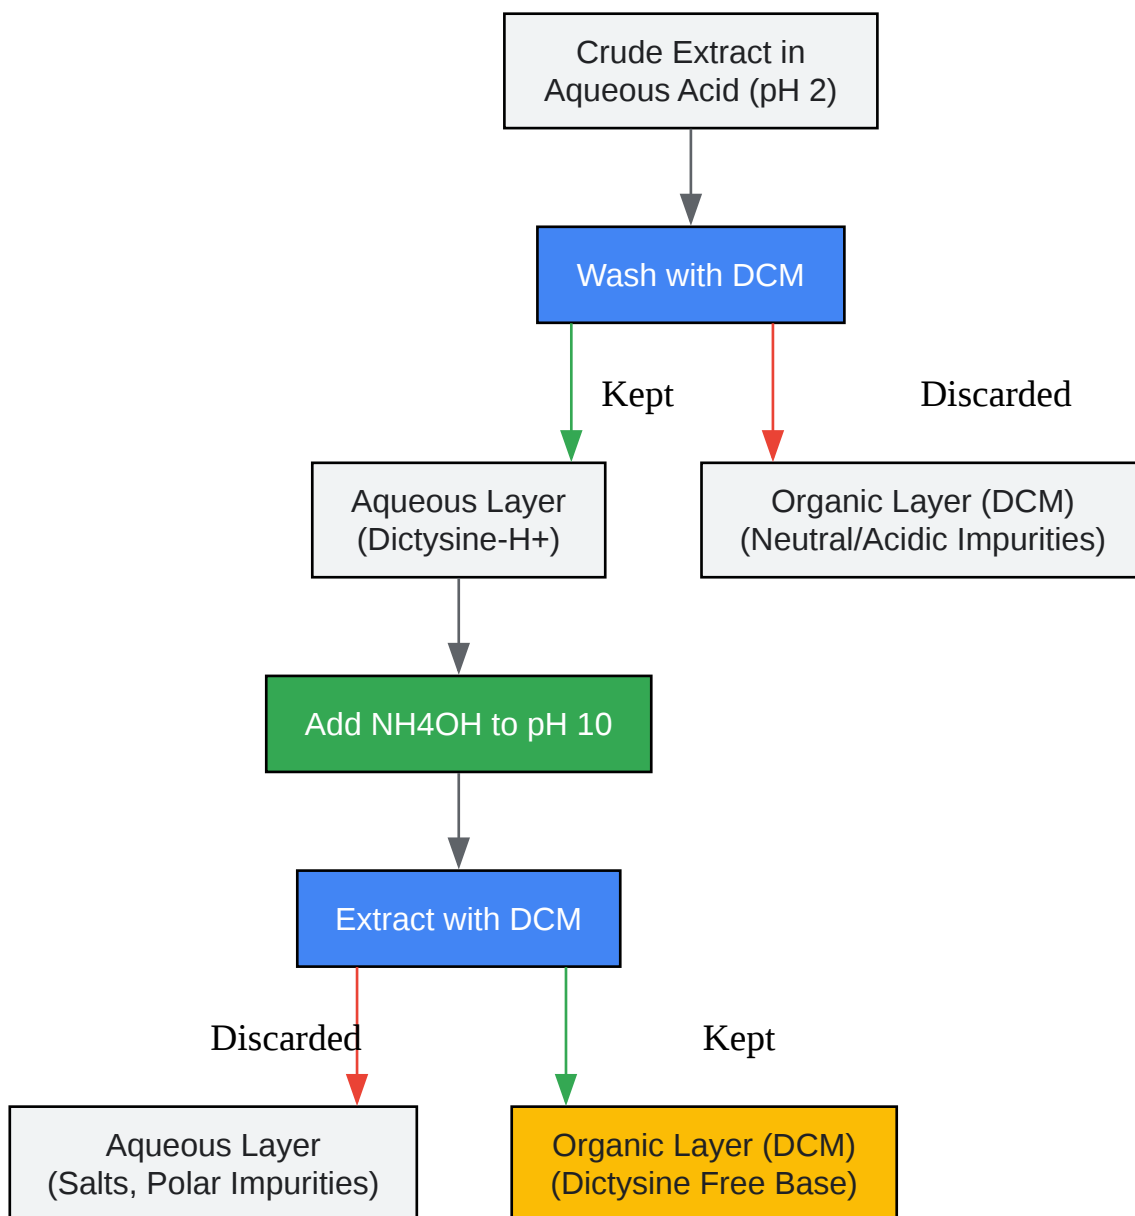 Crude Extract in
Aqueous Acid (pH 2)
Wash with DCM
Kept
Discarded
Aqueous Layer
(Dictysine-H+)
Organic Layer (DCM)
(Neutral/Acidic Impurities)
Add NH4OH to pH 10
Extract with DCM
Discarded
Kept
Aqueous Layer
(Salts, Polar Impurities)
Organic Layer (DCM)
(Dictysine Free Base)